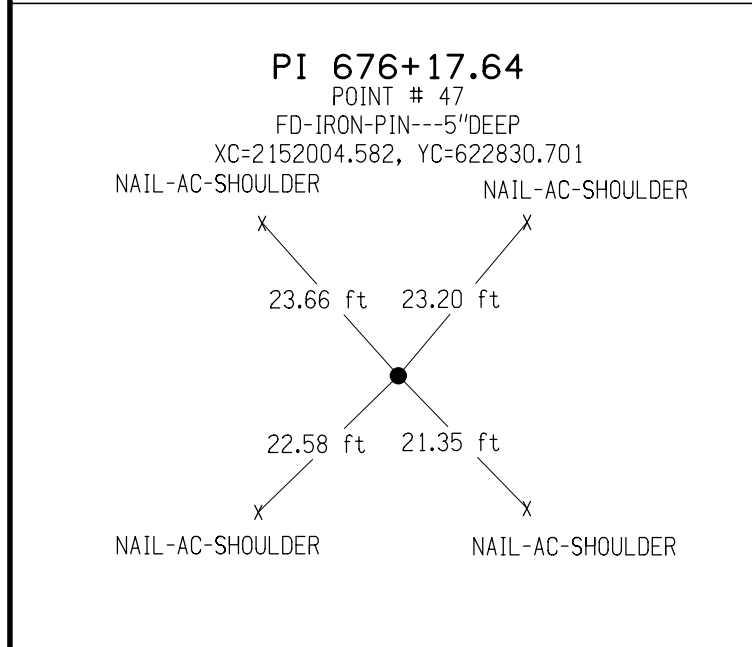 PI 676+17.64
POINT # 47
FD-IRON-PIN---5"DEEP
XC=2152004.582, YC=622830.701
NAIL-AC-SHOULDER NAIL-AC-SHOULDER
X X
23.66 ft 23.20 ft
22.58 ft 21.35 ft
X X
NAIL-AC-SHOULDER NAIL-AC-SHOULDER